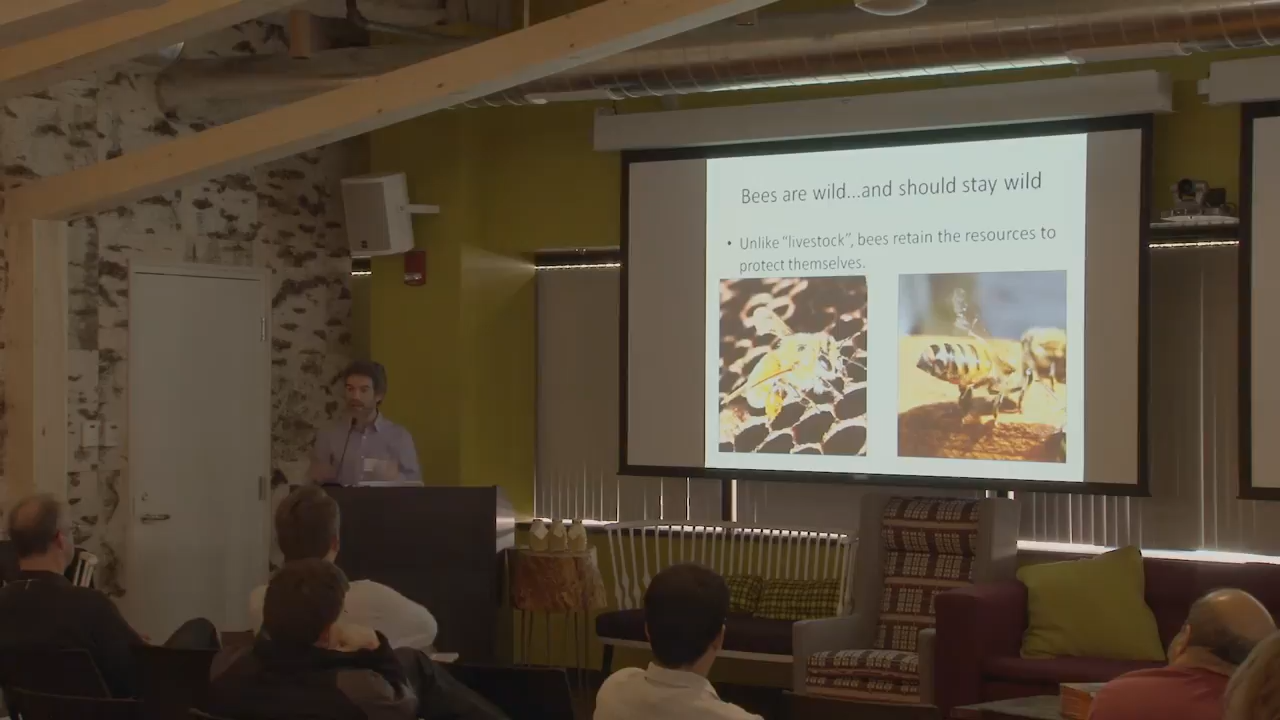 Bees are wild...and should stay wild
• Unlike “livestock”, bees retain the resources to
protect themselves.